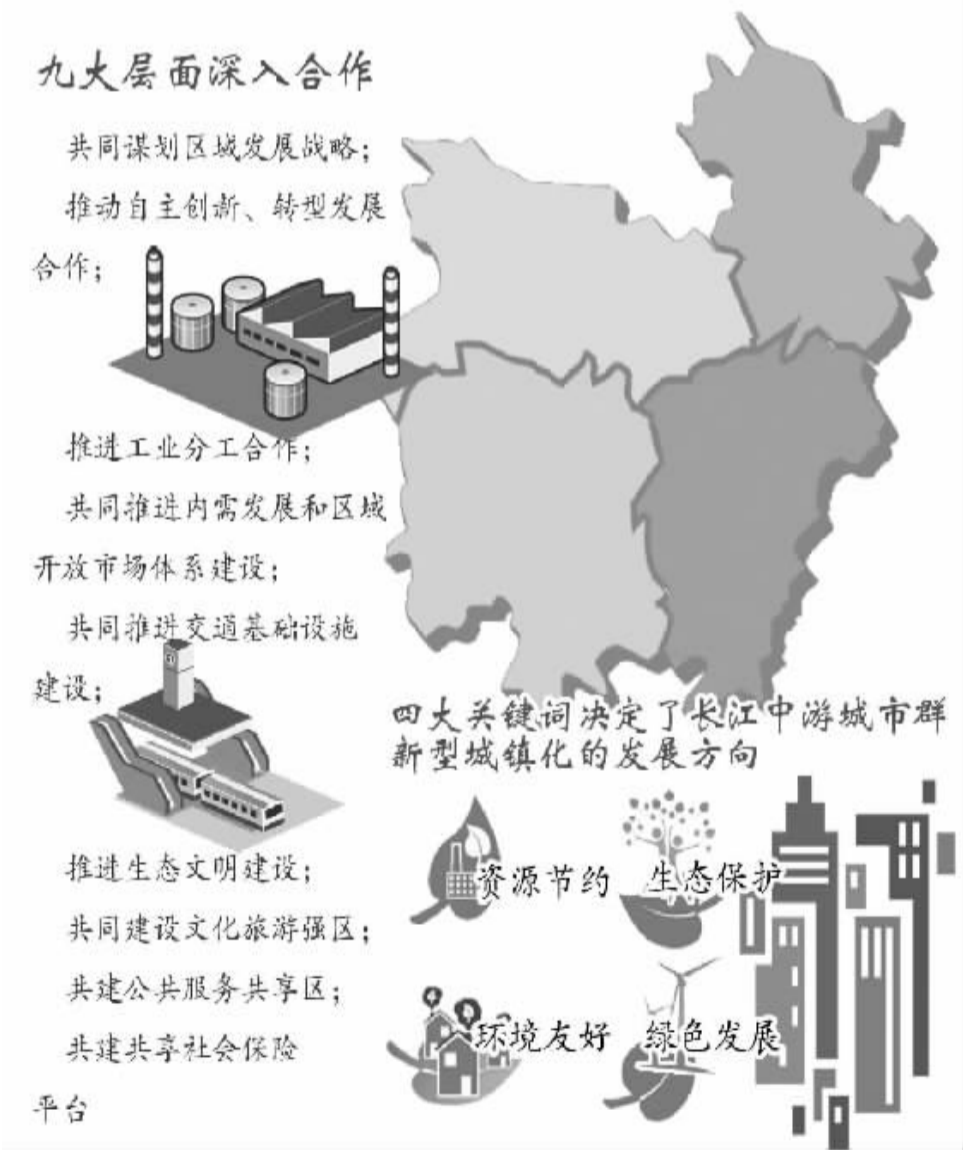 九大层面深入合作
共同谋划区域发展战略；
推动自主创新、转型发展
合作；
推进工业分工合作；
共同推进内需发展和区域
开放市场体系建设；
共同推进交通基础设施
建设；
推进生态文明建设；
共同建设文化旅游强区；
共建公共服务共享区；
共建共享社会保险
平台
四大关键词决定了长江中游城市群
新型城镇化的发展方向
资源节约 生态保护
环境友好 绿色发展